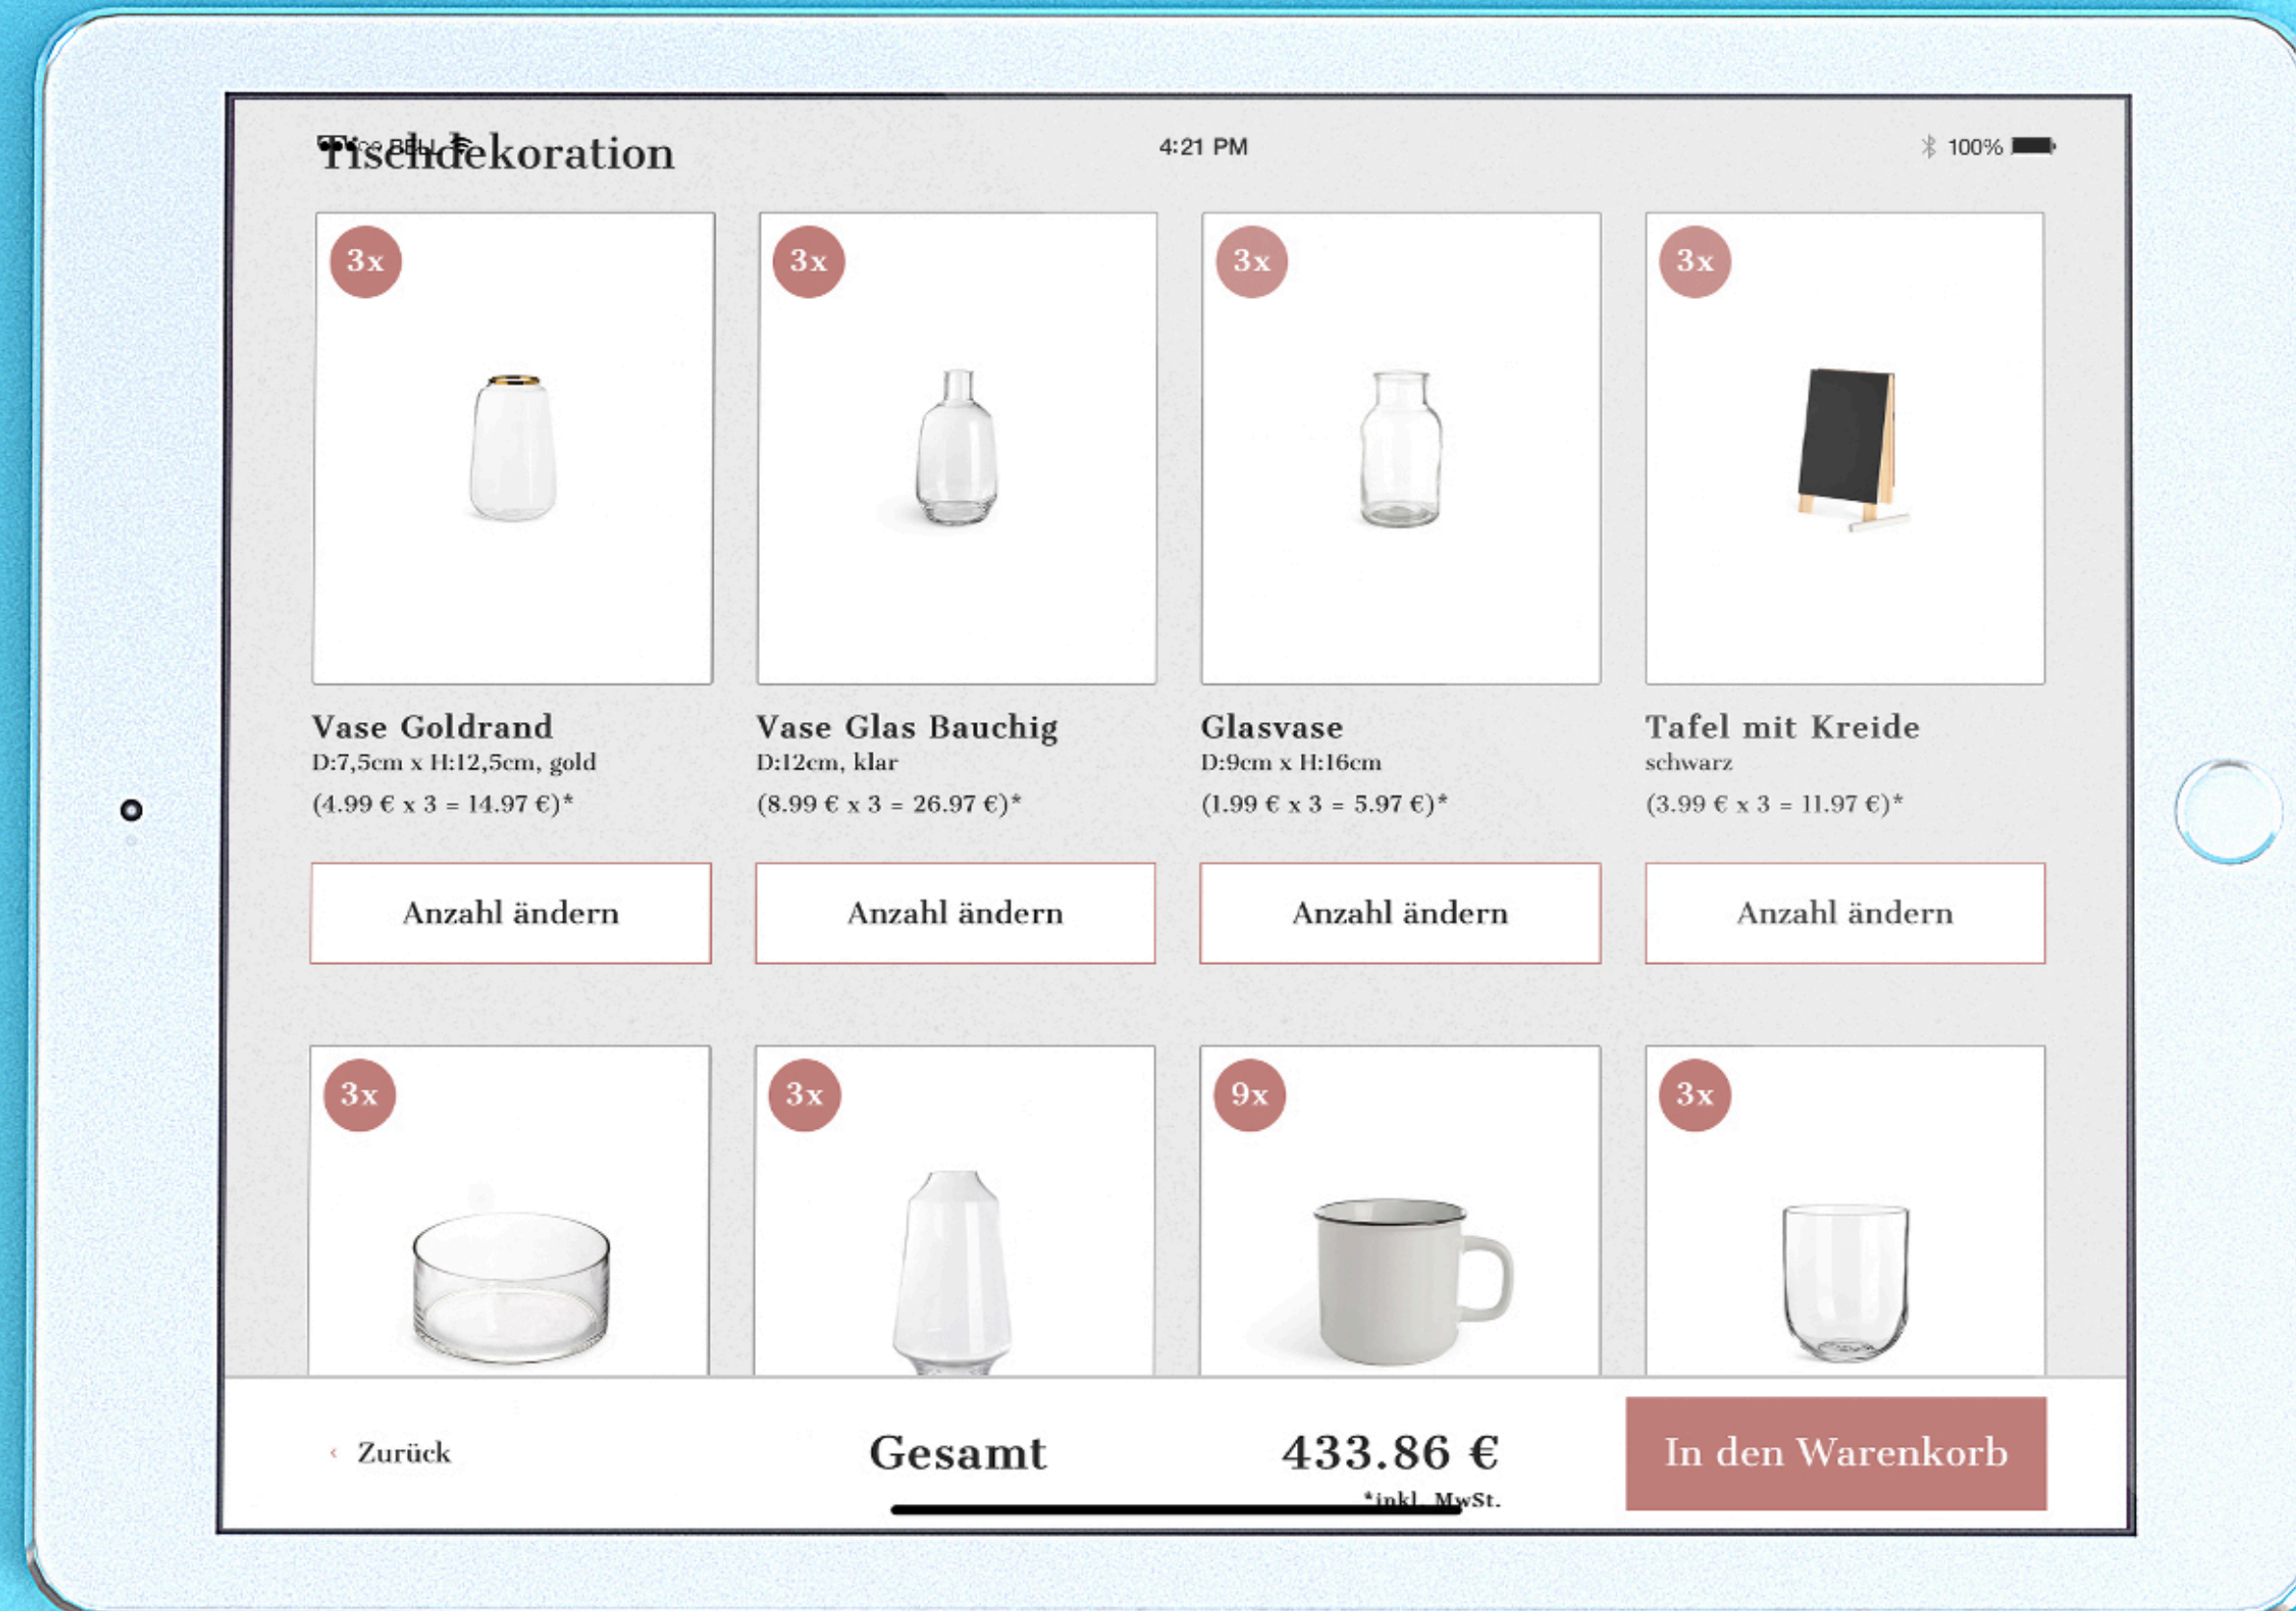 BELL
4:21 PM
100%
Tischdekoration
3x
3x
3x
3x
Vase Goldrand
D:7,5cm x H:12,5cm, gold
(4.99 € x 3 = 14.97 €)*
Anzahl ändern
Vase Glas Bauchig
D:12cm, klar
(8.99 € x 3 = 26.97 €)*
Anzahl ändern
Glasvase
D:9cm x H:16cm
(1.99 € x 3 = 5.97 €)*
Anzahl ändern
Tafel mit Kreide
schwarz
(3.99 € x 3 = 11.97 €)*
Anzahl ändern
3x
3x
9x
3x
‹ Zurück
Gesamt
433.86 €
*inkl. MwSt.
In den Warenkorb